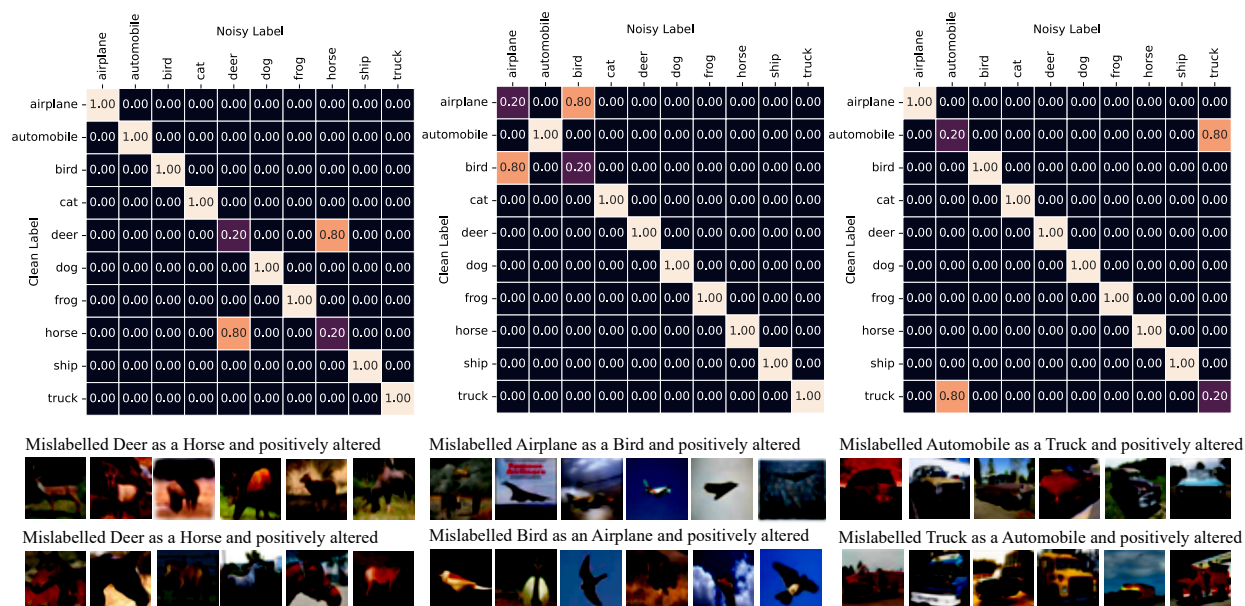 Noisy Label
airplane
automobile
bird
cat
deer
dog
frog
horse
ship
truck
Clean Label
airplane 1.00 0.00 0.00 0.00 0.00 0.00 0.00 0.00 0.00 0.00
automobile 0.00 1.00 0.00 0.00 0.00 0.00 0.00 0.00 0.00 0.00
bird 0.00 0.00 1.00 0.00 0.00 0.00 0.00 0.00 0.00 0.00
cat 0.00 0.00 0.00 1.00 0.00 0.00 0.00 0.00 0.00 0.00
deer 0.00 0.00 0.00 0.00 0.20 0.00 0.00 0.80 0.00 0.00
dog 0.00 0.00 0.00 0.00 0.00 1.00 0.00 0.00 0.00 0.00
frog 0.00 0.00 0.00 0.00 0.00 0.00 1.00 0.00 0.00 0.00
horse 0.00 0.00 0.00 0.00 0.80 0.00 0.00 0.20 0.00 0.00
ship 0.00 0.00 0.00 0.00 0.00 0.00 0.00 0.00 1.00 0.00
truck 0.00 0.00 0.00 0.00 0.00 0.00 0.00 0.00 0.00 1.00
Mislabelled Deer as a Horse and positively altered
Mislabelled Deer as a Horse and positively altered
Noisy Label
airplane
automobile
bird
cat
deer
dog
frog
horse
ship
truck
Clean Label
airplane 0.20 0.00 0.80 0.00 0.00 0.00 0.00 0.00 0.00 0.00
automobile 0.00 1.00 0.00 0.00 0.00 0.00 0.00 0.00 0.00 0.00
bird 0.80 0.00 0.20 0.00 0.00 0.00 0.00 0.00 0.00 0.00
cat 0.00 0.00 0.00 1.00 0.00 0.00 0.00 0.00 0.00 0.00
deer 0.00 0.00 0.00 0.00 1.00 0.00 0.00 0.00 0.00 0.00
dog 0.00 0.00 0.00 0.00 0.00 1.00 0.00 0.00 0.00 0.00
frog 0.00 0.00 0.00 0.00 0.00 0.00 1.00 0.00 0.00 0.00
horse 0.00 0.00 0.00 0.00 0.00 0.00 0.00 1.00 0.00 0.00
ship 0.00 0.00 0.00 0.00 0.00 0.00 0.00 0.00 1.00 0.00
truck 0.00 0.00 0.00 0.00 0.00 0.00 0.00 0.00 0.00 1.00
Mislabelled Airplane as a Bird and positively altered
Mislabelled Bird as an Airplane and positively altered
Noisy Label
airplane
automobile
bird
cat
deer
dog
frog
horse
ship
truck
Clean Label
airplane 1.00 0.00 0.00 0.00 0.00 0.00 0.00 0.00 0.00 0.00
automobile 0.00 0.20 0.00 0.00 0.00 0.00 0.00 0.00 0.00 0.80
bird 0.00 0.00 1.00 0.00 0.00 0.00 0.00 0.00 0.00 0.00
cat 0.00 0.00 0.00 1.00 0.00 0.00 0.00 0.00 0.00 0.00
deer 0.00 0.00 0.00 0.00 1.00 0.00 0.00 0.00 0.00 0.00
dog 0.00 0.00 0.00 0.00 0.00 1.00 0.00 0.00 0.00 0.00
frog 0.00 0.00 0.00 0.00 0.00 0.00 1.00 0.00 0.00 0.00
horse 0.00 0.00 0.00 0.00 0.00 0.00 0.00 1.00 0.00 0.00
ship 0.00 0.00 0.00 0.00 0.00 0.00 0.00 0.00 1.00 0.00
truck 0.00 0.80 0.00 0.00 0.00 0.00 0.00 0.00 0.00 0.20
Mislabelled Automobile as a Truck and positively altered
Mislabelled Truck as a Automobile and positively altered